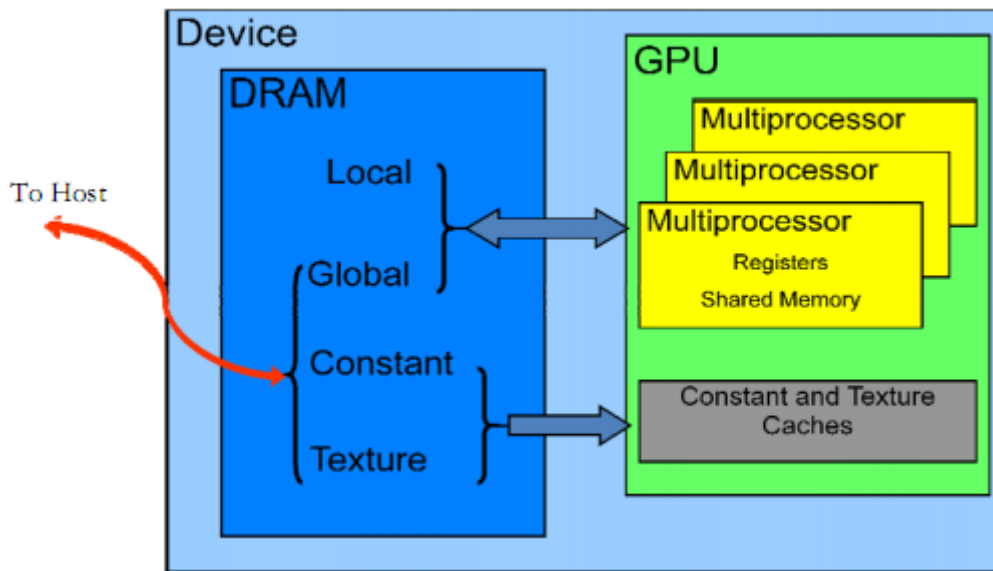 Device
DRAM
Local
Global
Constant
Texture
To Host
GPU
Multiprocessor
Multiprocessor
Multiprocessor
Registers
Shared Memory
Constant and Texture
Caches